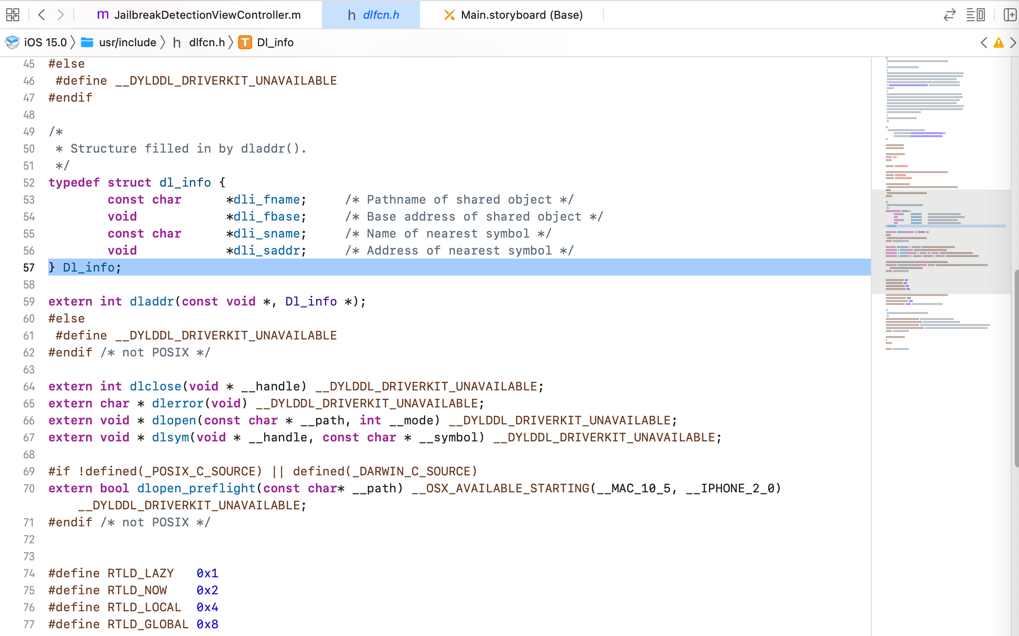 m JailbreakDetectionViewController.m h dlfcn.h Main.storyboard (Base)
iOS 15.0 usr/include h dlfcn.h T Dl_info
45 #else
46 #define __DYLDDL_DRIVERKIT_UNAVAILABLE
47 #endif
48
49 /*
50 * Structure filled in by dladdr().
51 */
52 typedef struct dl_info {
53 const char *dli_fname; /* Pathname of shared object */
54 void *dli_fbase; /* Base address of shared object */
55 const char *dli_sname; /* Name of nearest symbol */
56 void *dli_saddr; /* Address of nearest symbol */
57 } Dl_info;
58
59 extern int dladdr(const void *, Dl_info *);
60 #else
61 #define __DYLDDL_DRIVERKIT_UNAVAILABLE
62 #endif /* not POSIX */
63
64 extern int dlclose(void * __handle) __DYLDDL_DRIVERKIT_UNAVAILABLE;
65 extern char * dlerror(void) __DYLDDL_DRIVERKIT_UNAVAILABLE;
66 extern void * dlopen(const char * __path, int __mode) __DYLDDL_DRIVERKIT_UNAVAILABLE;
67 extern void * dlsym(void * __handle, const char * __symbol) __DYLDDL_DRIVERKIT_UNAVAILABLE;
68
69 #if !defined(_POSIX_C_SOURCE) || defined(_DARWIN_C_SOURCE)
70 extern bool dlopen_preflight(const char* __path) __OSX_AVAILABLE_STARTING(__MAC_10_5, __IPHONE_2_0)
__DYLDDL_DRIVERKIT_UNAVAILABLE;
71 #endif /* not POSIX */
72
73
74 #define RTLD_LAZY 0x1
75 #define RTLD_NOW 0x2
76 #define RTLD_LOCAL 0x4
77 #define RTLD_GLOBAL 0x8